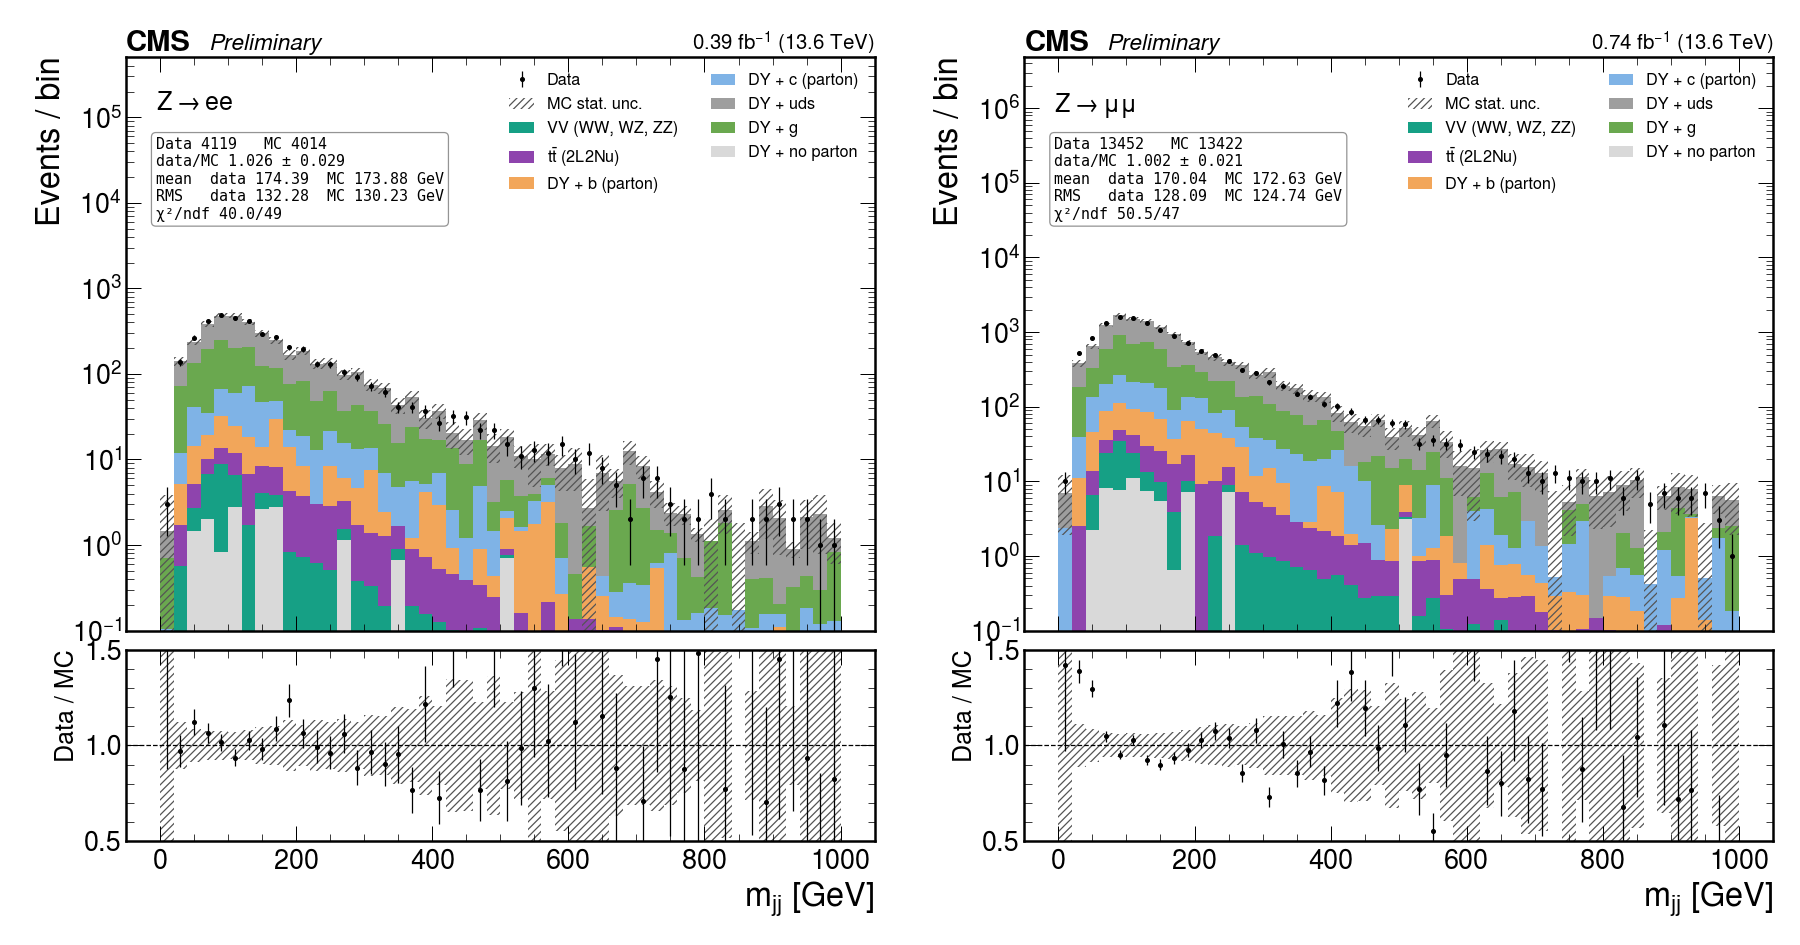 CMS Preliminary 0.39 fb⁻¹ (13.6 TeV)
Events / bin
Z→ee
Data 4119 MC 4014
data/MC 1.026 ± 0.029
mean data 174.39 MC 173.88 GeV
RMS data 132.28 MC 130.23 GeV
χ²/ndf 40.0/49
Data
MC stat. unc.
VV (WW, WZ, ZZ)
tt̄ (2L2Nu)
DY + b (parton)
DY + c (parton)
DY + uds
DY + g
DY + no parton
10⁵
10⁴
10³
10²
10¹
10⁰
10⁻¹
Data / MC
1.5
1.0
0.5
0 200 400 600 800 1000
m_jj [GeV]
CMS Preliminary 0.74 fb⁻¹ (13.6 TeV)
Events / bin
Z→μμ
Data 13452 MC 13422
data/MC 1.002 ± 0.021
mean data 170.04 MC 172.63 GeV
RMS data 128.09 MC 124.74 GeV
χ²/ndf 50.5/47
Data
MC stat. unc.
VV (WW, WZ, ZZ)
tt̄ (2L2Nu)
DY + b (parton)
DY + c (parton)
DY + uds
DY + g
DY + no parton
10⁶
10⁵
10⁴
10³
10²
10¹
10⁰
10⁻¹
Data / MC
1.5
1.0
0.5
0 200 400 600 800 1000
m_jj [GeV]